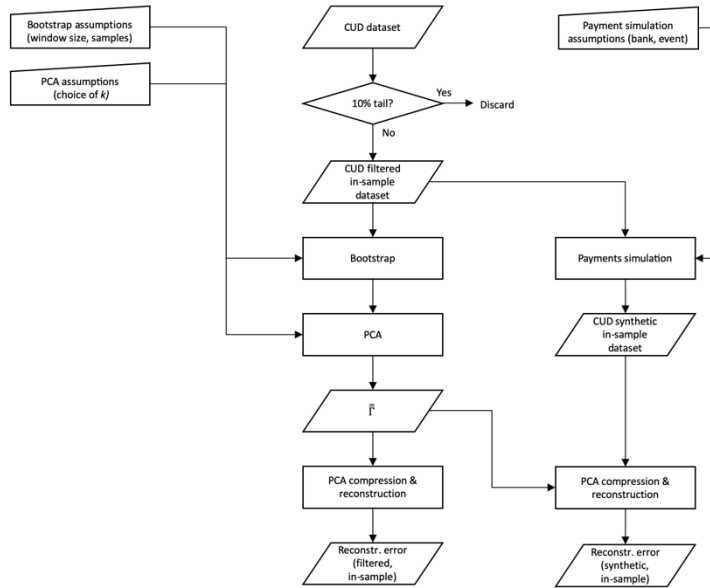 Bootstrap assumptions
(window size, samples)
CUD dataset
Payment simulation
assumptions (bank, event)
PCA assumptions
(choice of k)
10% tail?
Yes
Discard
No
CUD filtered
in-sample
dataset
Bootstrap
Payments simulation
PCA
CUD synthetic
in-sample
dataset
Γ̿
PCA compression &
reconstruction
PCA compression &
reconstruction
Reconstr. error
(filtered,
in-sample)
Reconstr. error
(synthetic,
in-sample)